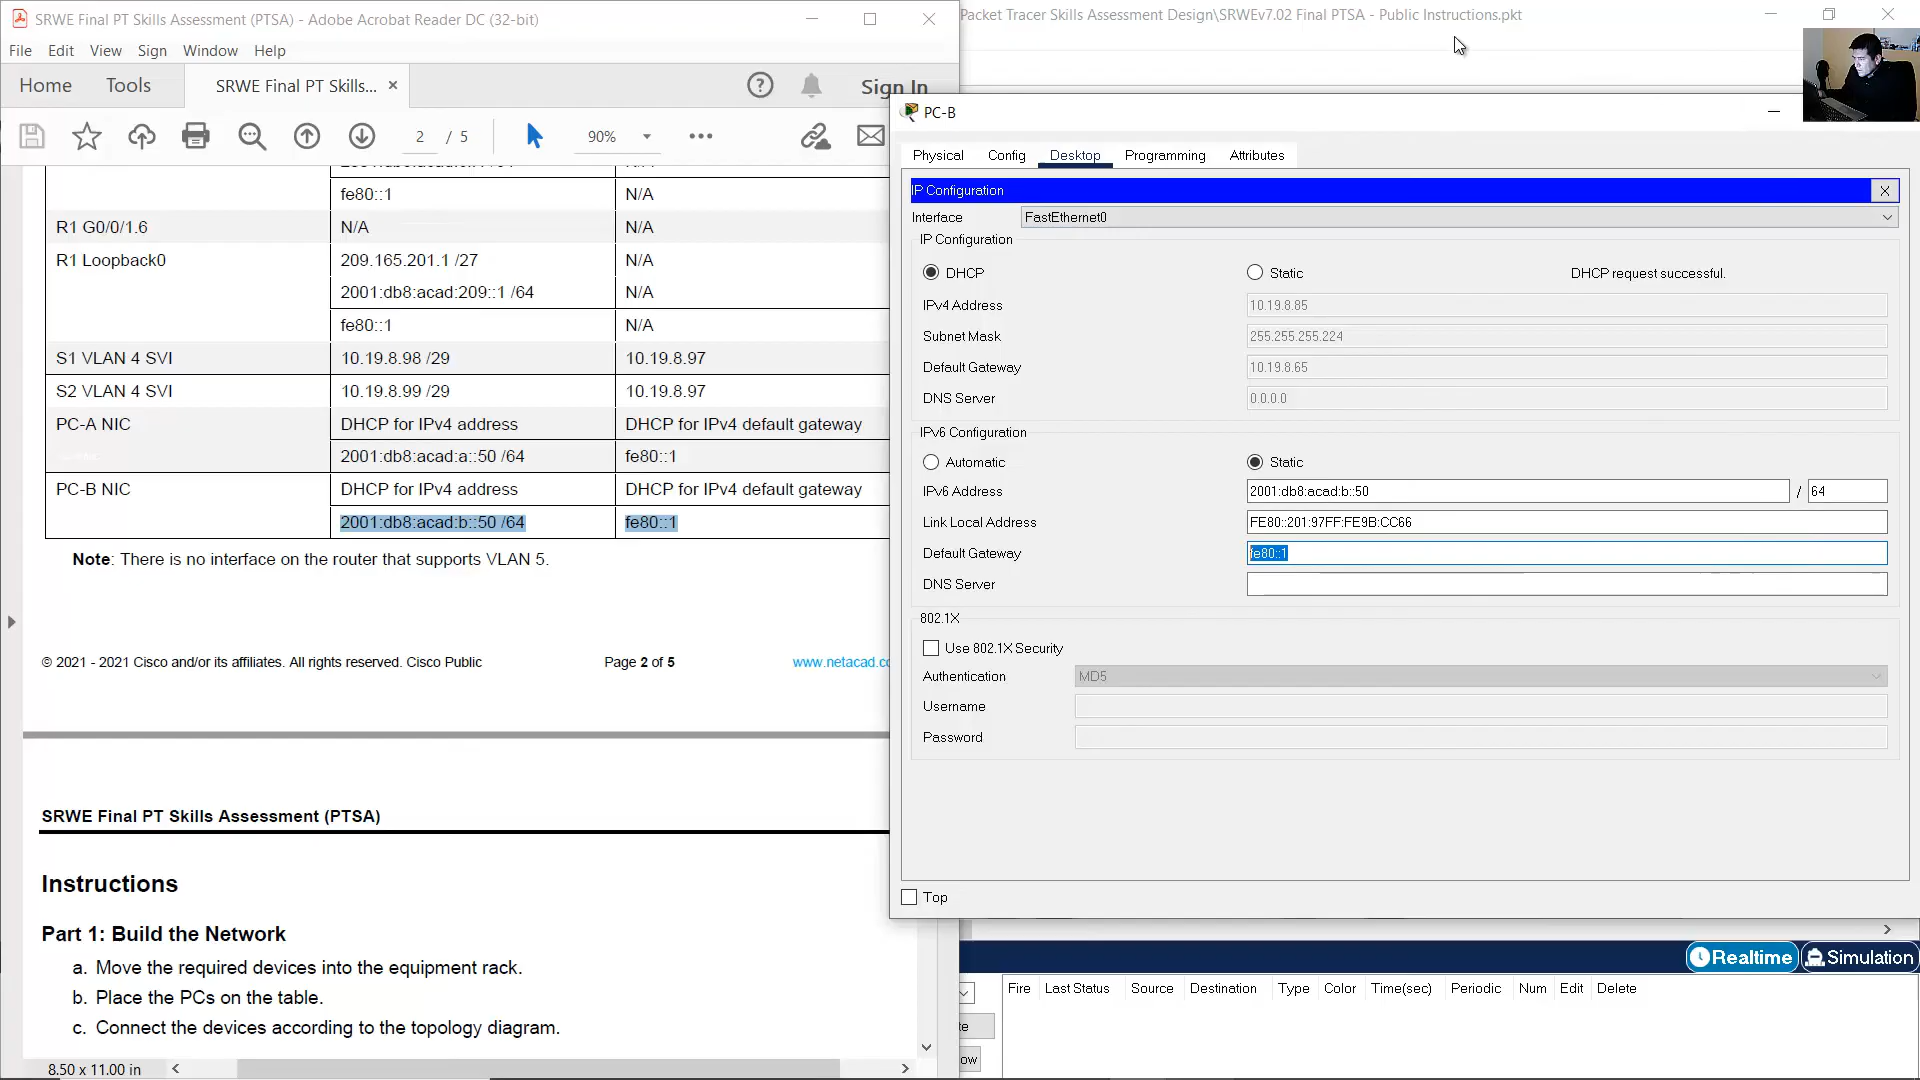 SRWE Final PT Skills Assessment (PTSA) - Adobe Acrobat Reader DC (32-bit)
File Edit View Sign Window Help
Home Tools SRWE Final PT Skills... × Sign In
2 / 5 90%
fe80::1 N/A
R1 G0/0/1.6 N/A N/A
R1 Loopback0 209.165.201.1 /27 N/A
2001:db8:acad:209::1 /64 N/A
fe80::1 N/A
S1 VLAN 4 SVI 10.19.8.98 /29 10.19.8.97
S2 VLAN 4 SVI 10.19.8.99 /29 10.19.8.97
PC-A NIC DHCP for IPv4 address DHCP for IPv4 default gateway
2001:db8:acad:a::50 /64 fe80::1
PC-B NIC DHCP for IPv4 address DHCP for IPv4 default gateway
2001:db8:acad:b::50 /64 fe80::1
Note: There is no interface on the router that supports VLAN 5.
© 2021 - 2021 Cisco and/or its affiliates. All rights reserved. Cisco Public Page 2 of 5 www.netacad.c
SRWE Final PT Skills Assessment (PTSA)
Instructions
Part 1: Build the Network
a. Move the required devices into the equipment rack.
b. Place the PCs on the table.
c. Connect the devices according to the topology diagram.
8.50 x 11.00 in
Packet Tracer Skills Assessment Design\SRWEv7.02 Final PTSA - Public Instructions.pkt
PC-B
Physical Config Desktop Programming Attributes
IP Configuration X
Interface FastEthernet0
IP Configuration
DHCP Static DHCP request successful.
IPv4 Address 10.19.8.85
Subnet Mask 255.255.255.224
Default Gateway 10.19.8.65
DNS Server 0.0.0.0
IPv6 Configuration
Automatic Static
IPv6 Address 2001:db8:acad:b::50 / 64
Link Local Address FE80::201:97FF:FE9B:CC66
Default Gateway fe80::1
DNS Server
802.1X
Use 802.1X Security
Authentication MD5
Username
Password
Top
Realtime Simulation
Fire Last Status Source Destination Type Color Time(sec) Periodic Num Edit Delete
te
ow